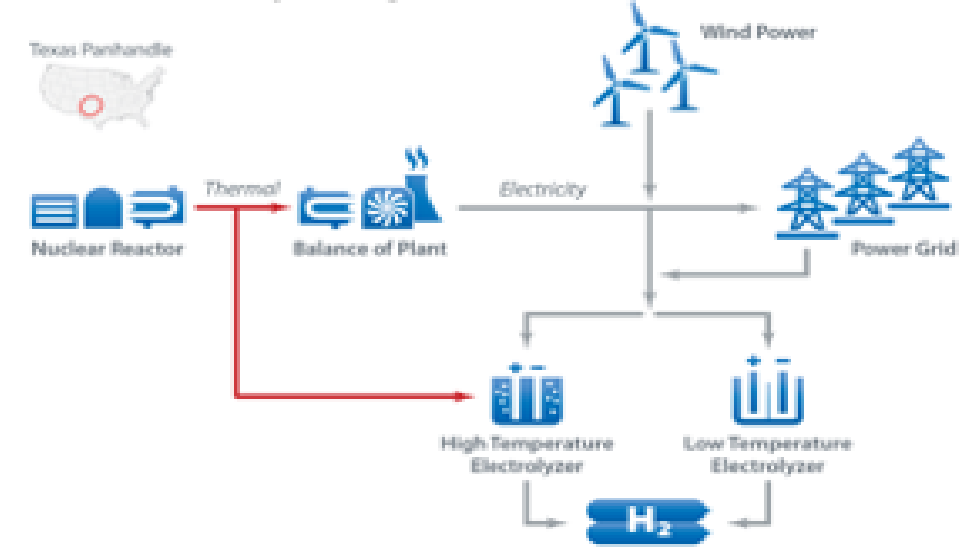 Texas Panhandle
Wind Power
Thermal
Electricity
Nuclear Reactor
Balance of Plant
Power Grid
+ -
+ -
High Temperature
Electrolyzer
Low Temperature
Electrolyzer
H₂